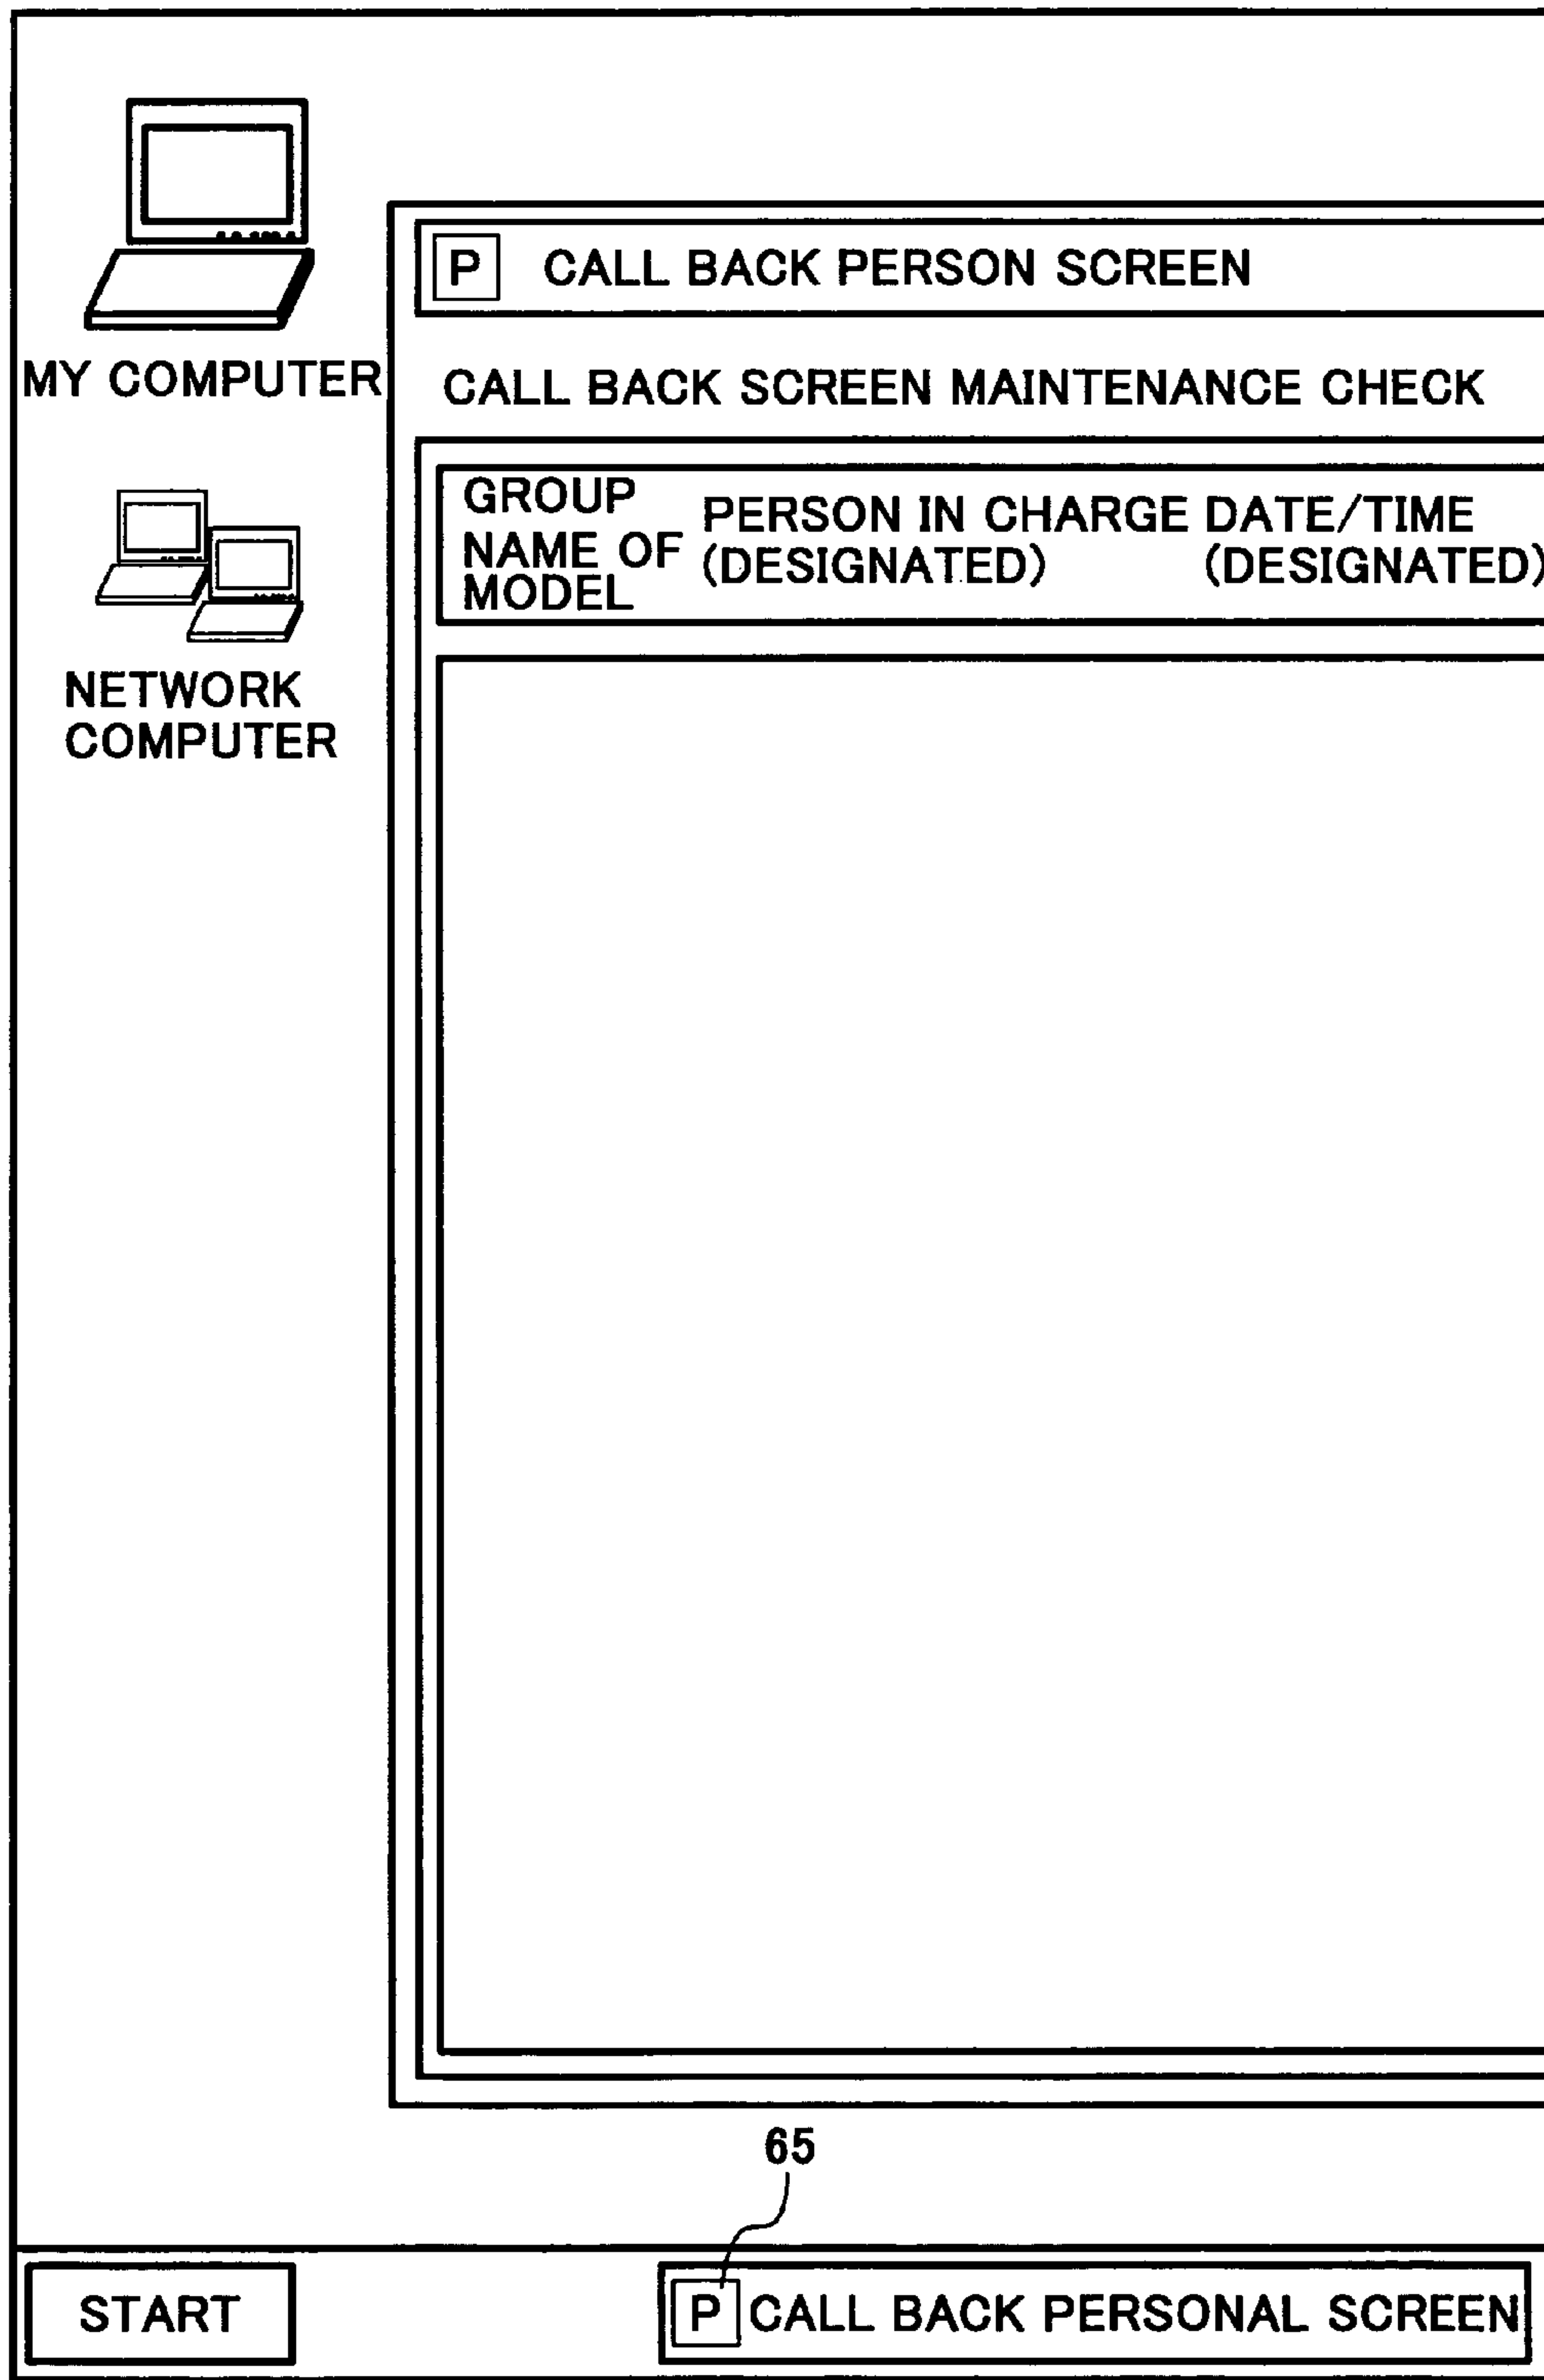 P CALL BACK PERSON SCREEN
MY COMPUTER
CALL BACK SCREEN MAINTENANCE CHECK
GROUP
NAME OF
MODEL
PERSON IN CHARGE
(DESIGNATED)
DATE/TIME
(DESIGNATED)
NETWORK
COMPUTER
65
START
P CALL BACK PERSONAL SCREEN